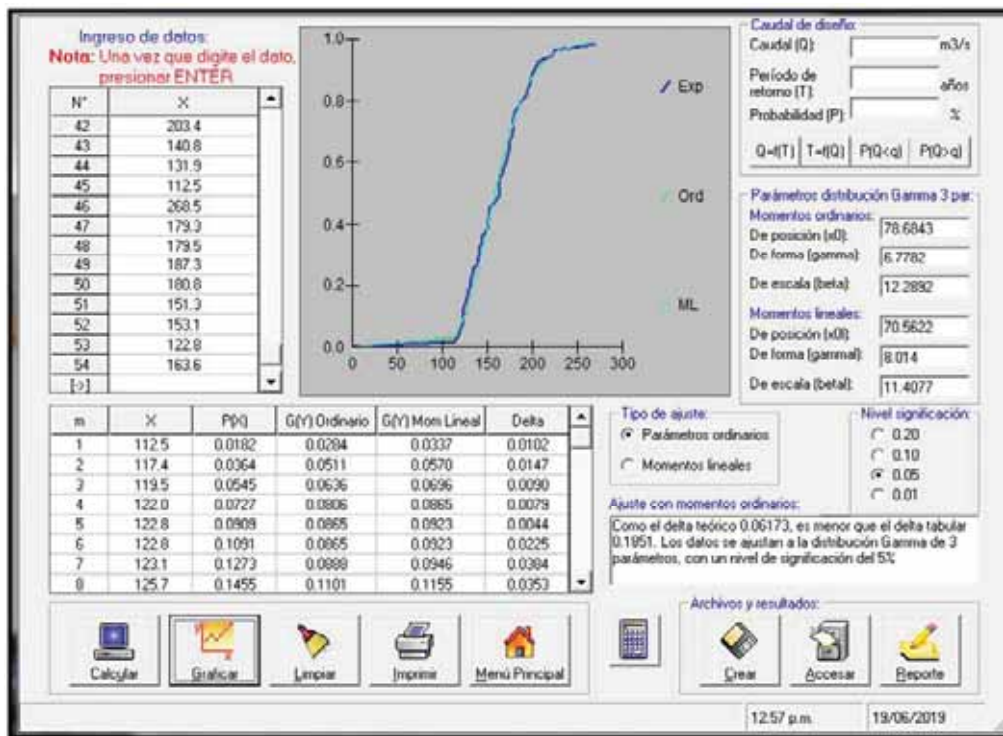 Ingreso de datos:
Nota: Una vez que digite el dato,
presionar ENTER
N° X
42 203.4
43 140.8
44 131.9
45 112.5
46 268.5
47 179.3
48 179.5
49 187.3
50 180.8
51 151.3
52 153.1
53 122.8
54 163.6
[->]
1.0
0.8
0.6
0.4
0.2
0.0
0 50 100 150 200 250 300
Exp
Ord
ML
Caudal de diseño:
Caudal (Q): m3/s
Período de
retorno (T): años
Probabilidad (P): %
Q=f(T) T=f(Q) P(Q<q) P(Q>q)
Parámetros distribución Gamma 3 par:
Momentos ordinarios:
De posición (x0): 78.6843
De forma (gamma): 6.7782
De escala (beta): 12.2892
Momentos lineales:
De posición (x0l): 70.5622
De forma (gammal): 8.014
De escala (betal): 11.4077
m X P(X) G(Y) Ordinario G(Y) Mom Lineal Delta
1 112.5 0.0182 0.0284 0.0337 0.0102
2 117.4 0.0364 0.0511 0.0570 0.0147
3 119.5 0.0545 0.0636 0.0696 0.0090
4 122.0 0.0727 0.0806 0.0865 0.0079
5 122.8 0.0909 0.0865 0.0923 0.0044
6 122.8 0.1091 0.0865 0.0923 0.0225
7 123.1 0.1273 0.0888 0.0946 0.0384
8 125.7 0.1455 0.1101 0.1155 0.0353
Tipo de ajuste:
Parámetros ordinarios
Momentos lineales
Nivel significación:
0.20
0.10
0.05
0.01
Ajuste con momentos ordinarios:
Como el delta teórico 0.06173, es menor que el delta tabular
0.1851. Los datos se ajustan a la distribución Gamma de 3
parámetros, con un nivel de significación del 5%
Calcular Graficar Limpiar Imprimir Menú Principal
Archivos y resultados:
Crear Accesar Reporte
12:57 p.m. 19/06/2019